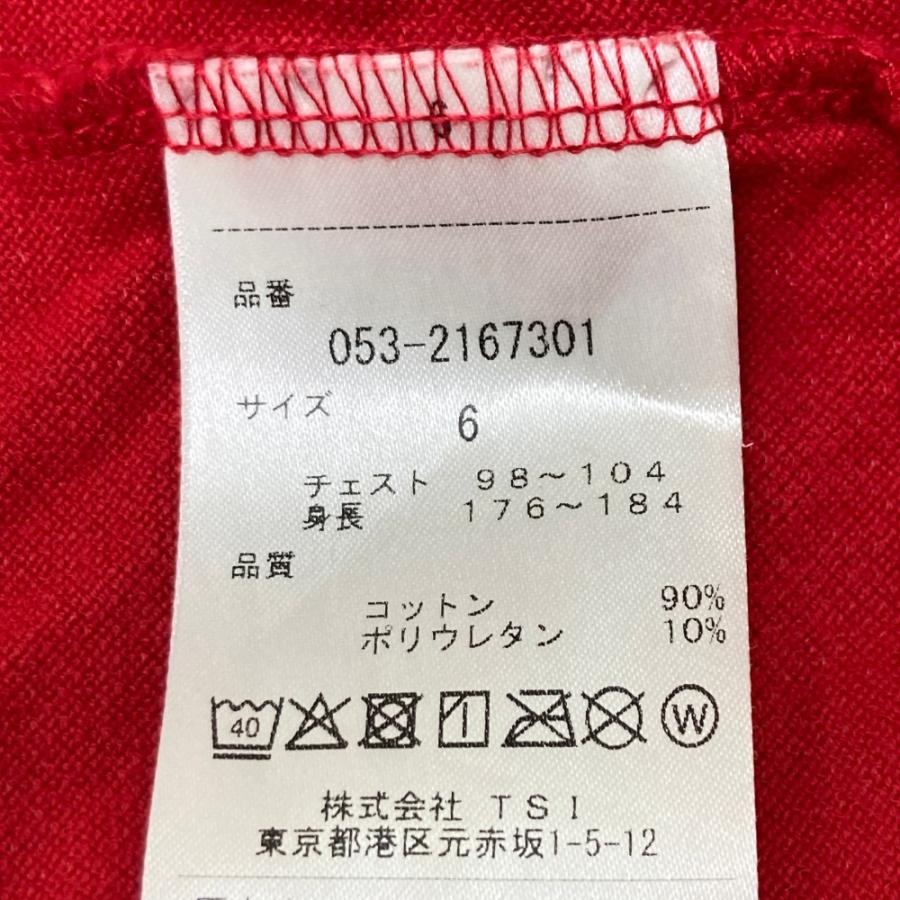 6
品番
053-2167301
サイズ
6
チェスト 98～104
身長 176～184
品質
コットン 90%
ポリウレタン 10%
40 W
株式会社 TSI
東京都港区元赤坂1-5-12